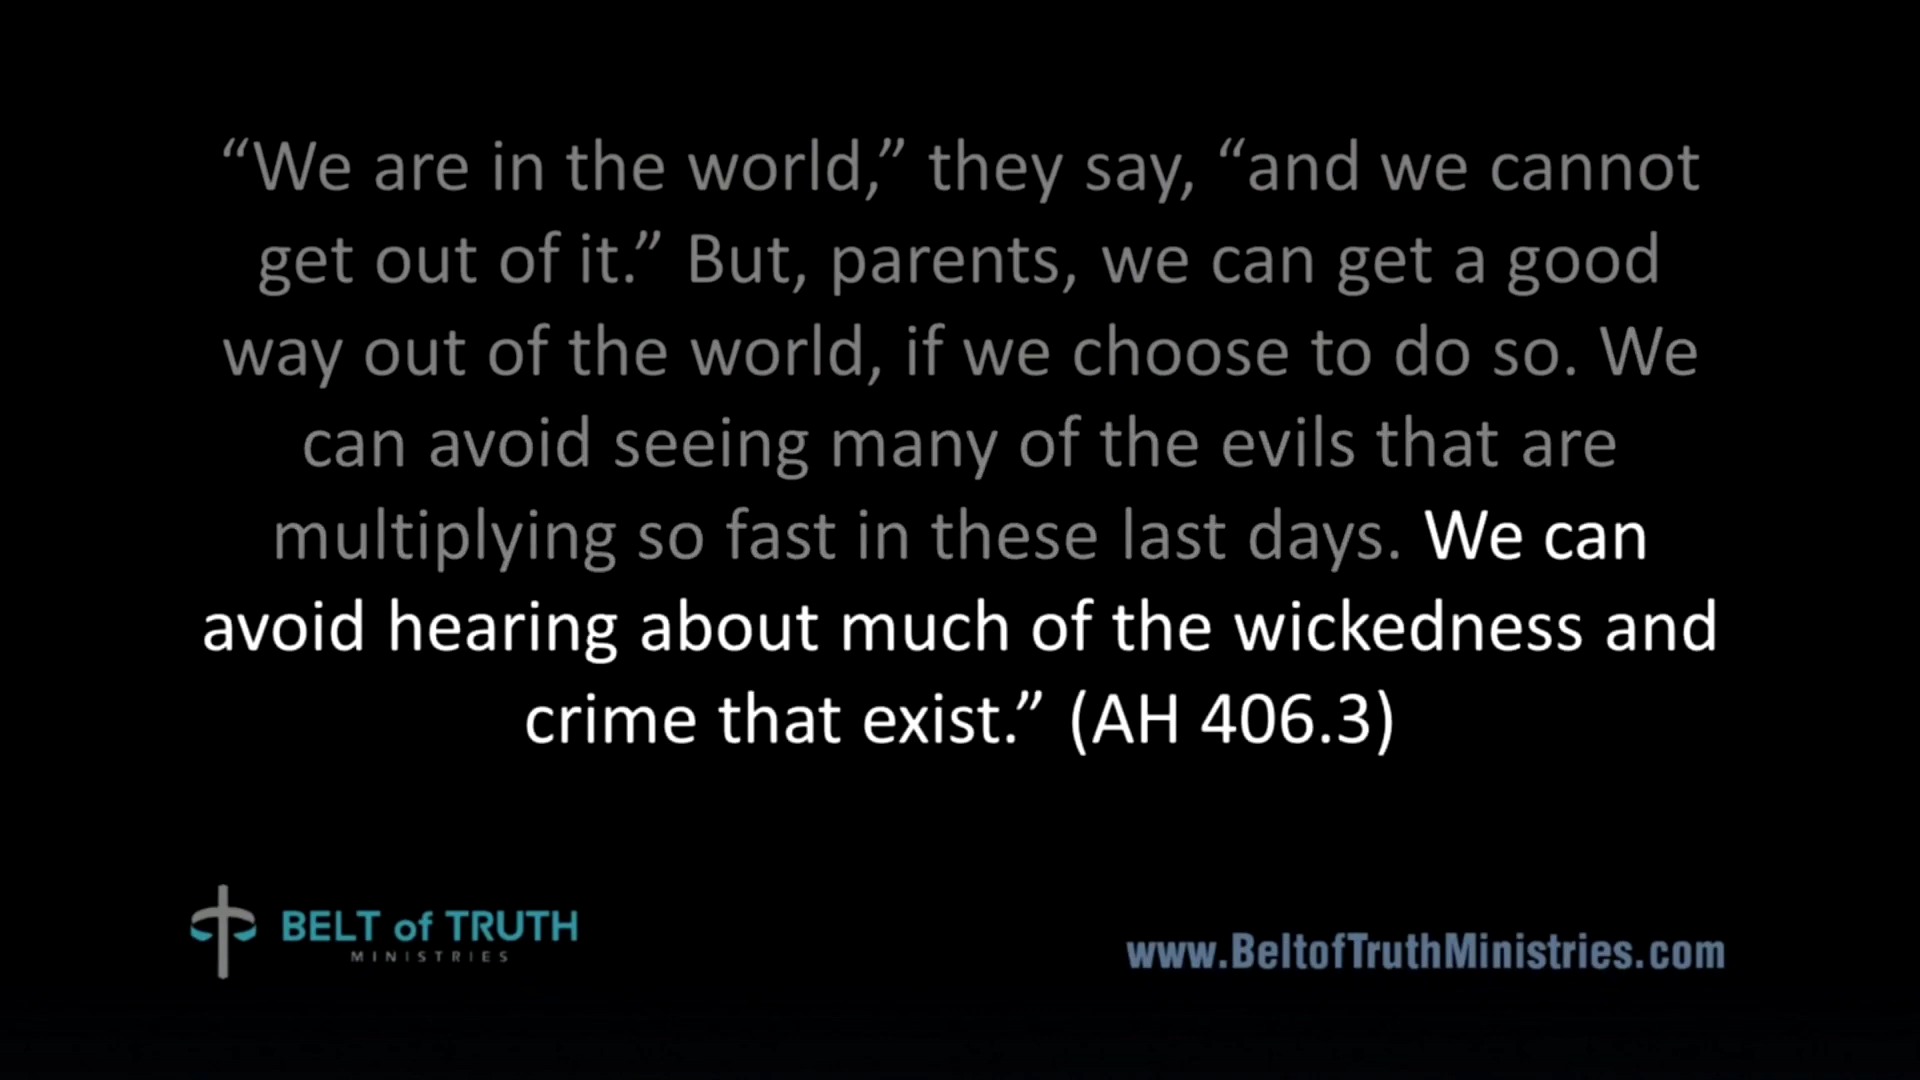 “We are in the world,” they say, “and we cannot
get out of it.” But, parents, we can get a good
way out of the world, if we choose to do so. We
can avoid seeing many of the evils that are
multiplying so fast in these last days. We can
avoid hearing about much of the wickedness and
crime that exist.” (AH 406.3)
BELT of TRUTH
MINISTRIES
www.BeltofTruthMinistries.com